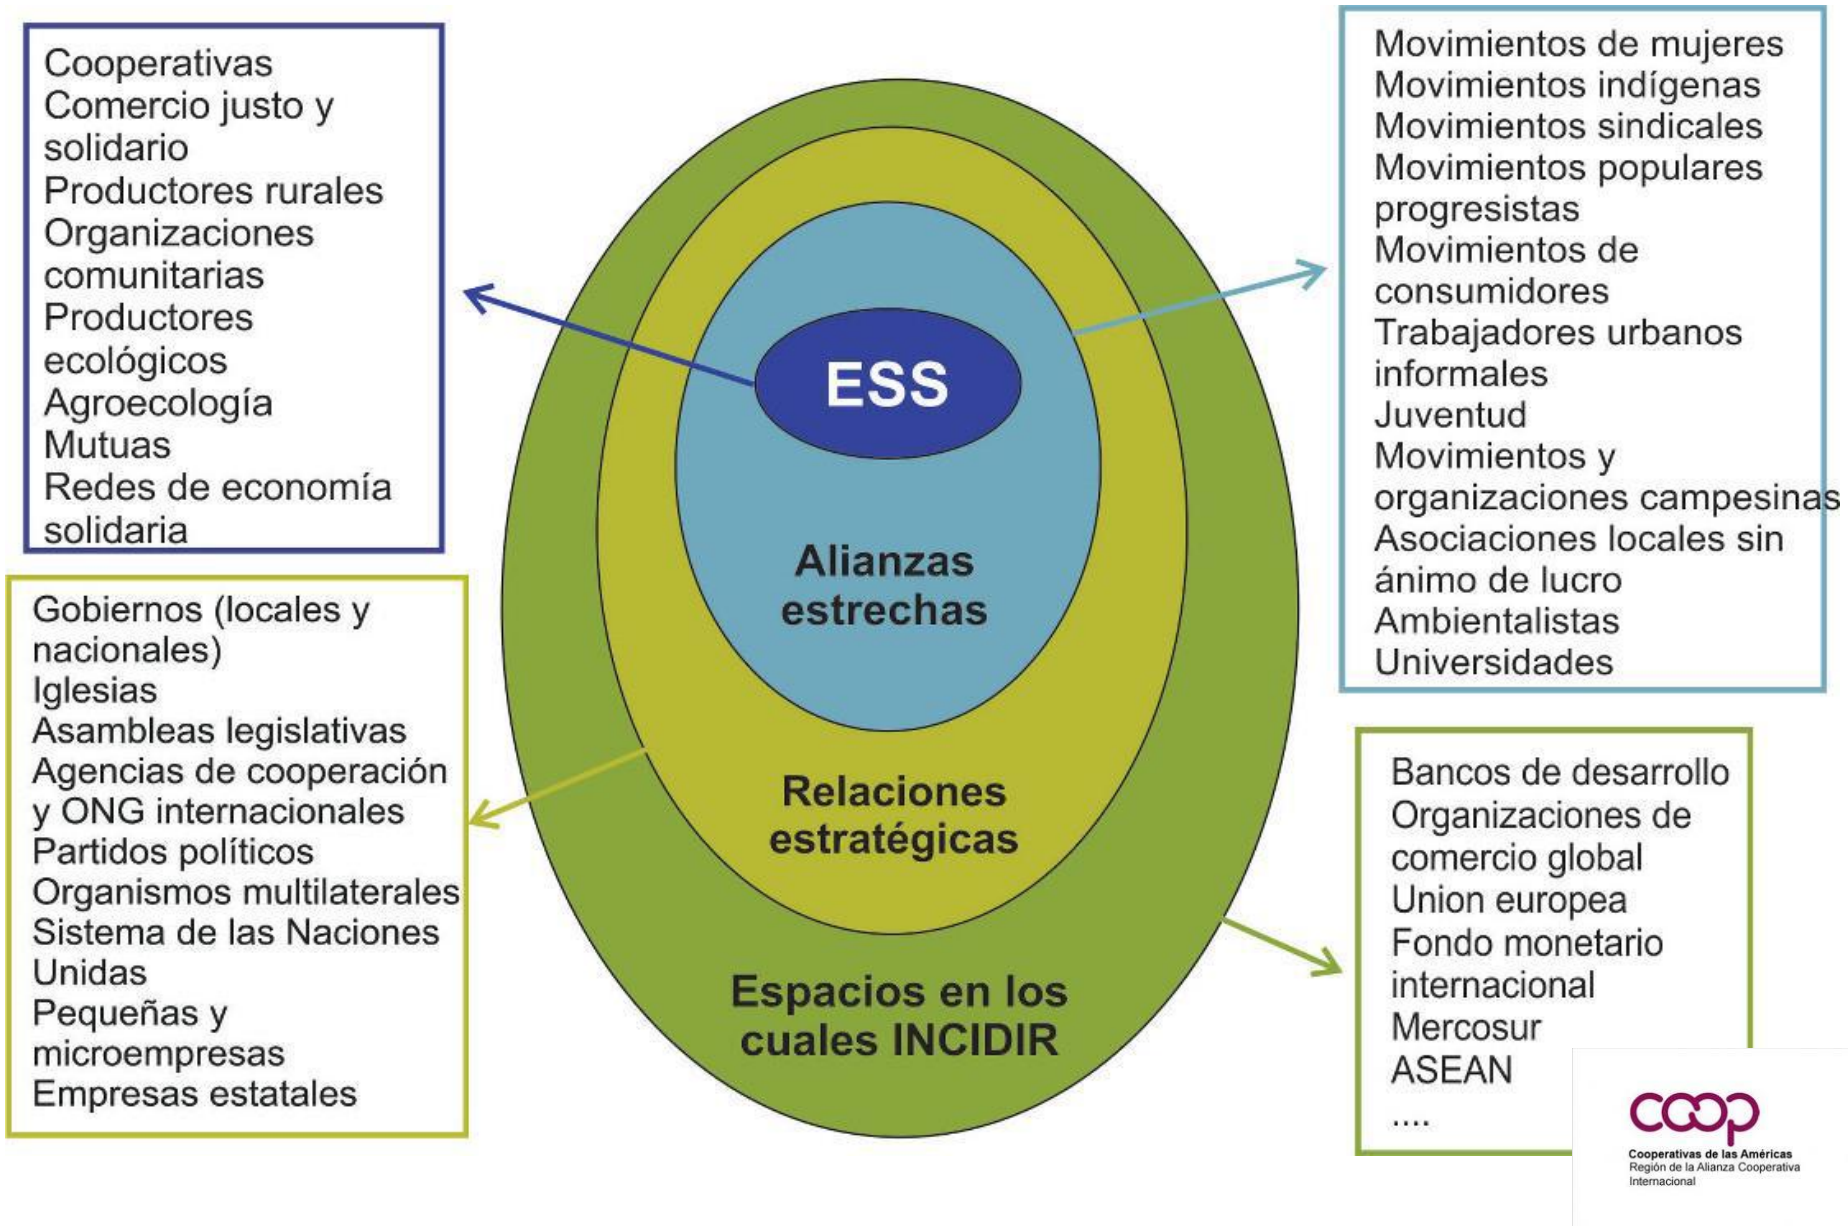 Cooperativas
Comercio justo y
solidario
Productores rurales
Organizaciones
comunitarias
Productores
ecológicos
Agroecología
Mutuas
Redes de economía
solidaria
Gobiernos (locales y
nacionales)
Iglesias
Asambleas legislativas
Agencias de cooperación
y ONG internacionales
Partidos políticos
Organismos multilaterales
Sistema de las Naciones
Unidas
Pequeñas y
microempresas
Empresas estatales
ESS
Alianzas
estrechas
Relaciones
estratégicas
Espacios en los
cuales INCIDIR
Movimientos de mujeres
Movimientos indígenas
Movimientos sindicales
Movimientos populares
progresistas
Movimientos de
consumidores
Trabajadores urbanos
informales
Juventud
Movimientos y
organizaciones campesinas
Asociaciones locales sin
ánimo de lucro
Ambientalistas
Universidades
Bancos de desarrollo
Organizaciones de
comercio global
Union europea
Fondo monetario
internacional
Mercosur
ASEAN
....
coop
Cooperativas de las Américas
Región de la Alianza Cooperativa
Internacional